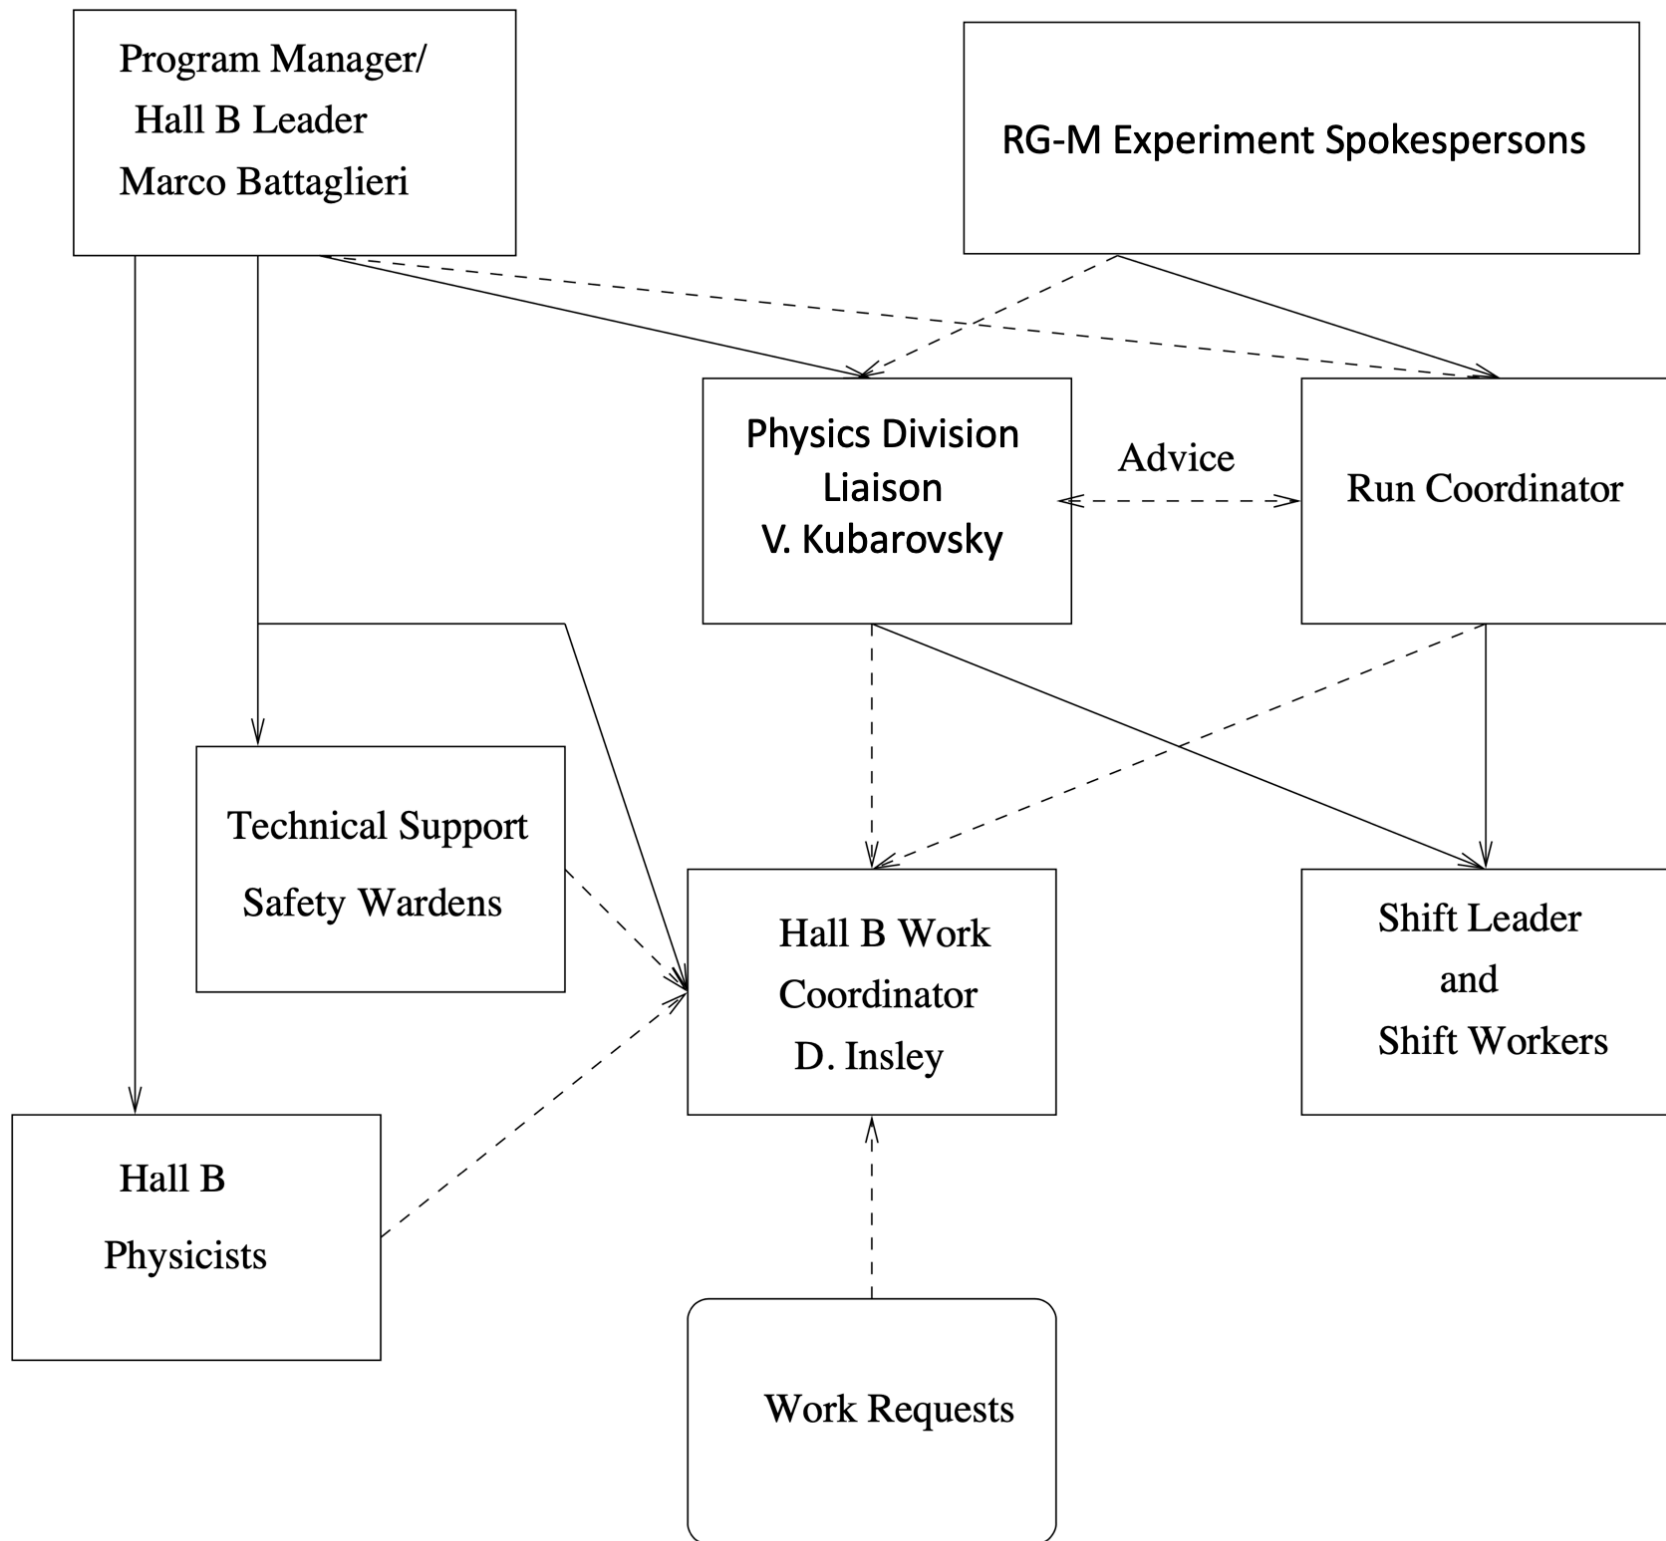 Program Manager/
Hall B Leader
Marco Battaglieri
RG-M Experiment Spokespersons
Physics Division
Liaison
V. Kubarovsky
Advice
Run Coordinator
Technical Support
Safety Wardens
Hall B Work
Coordinator
D. Insley
Shift Leader
and
Shift Workers
Hall B
Physicists
Work Requests